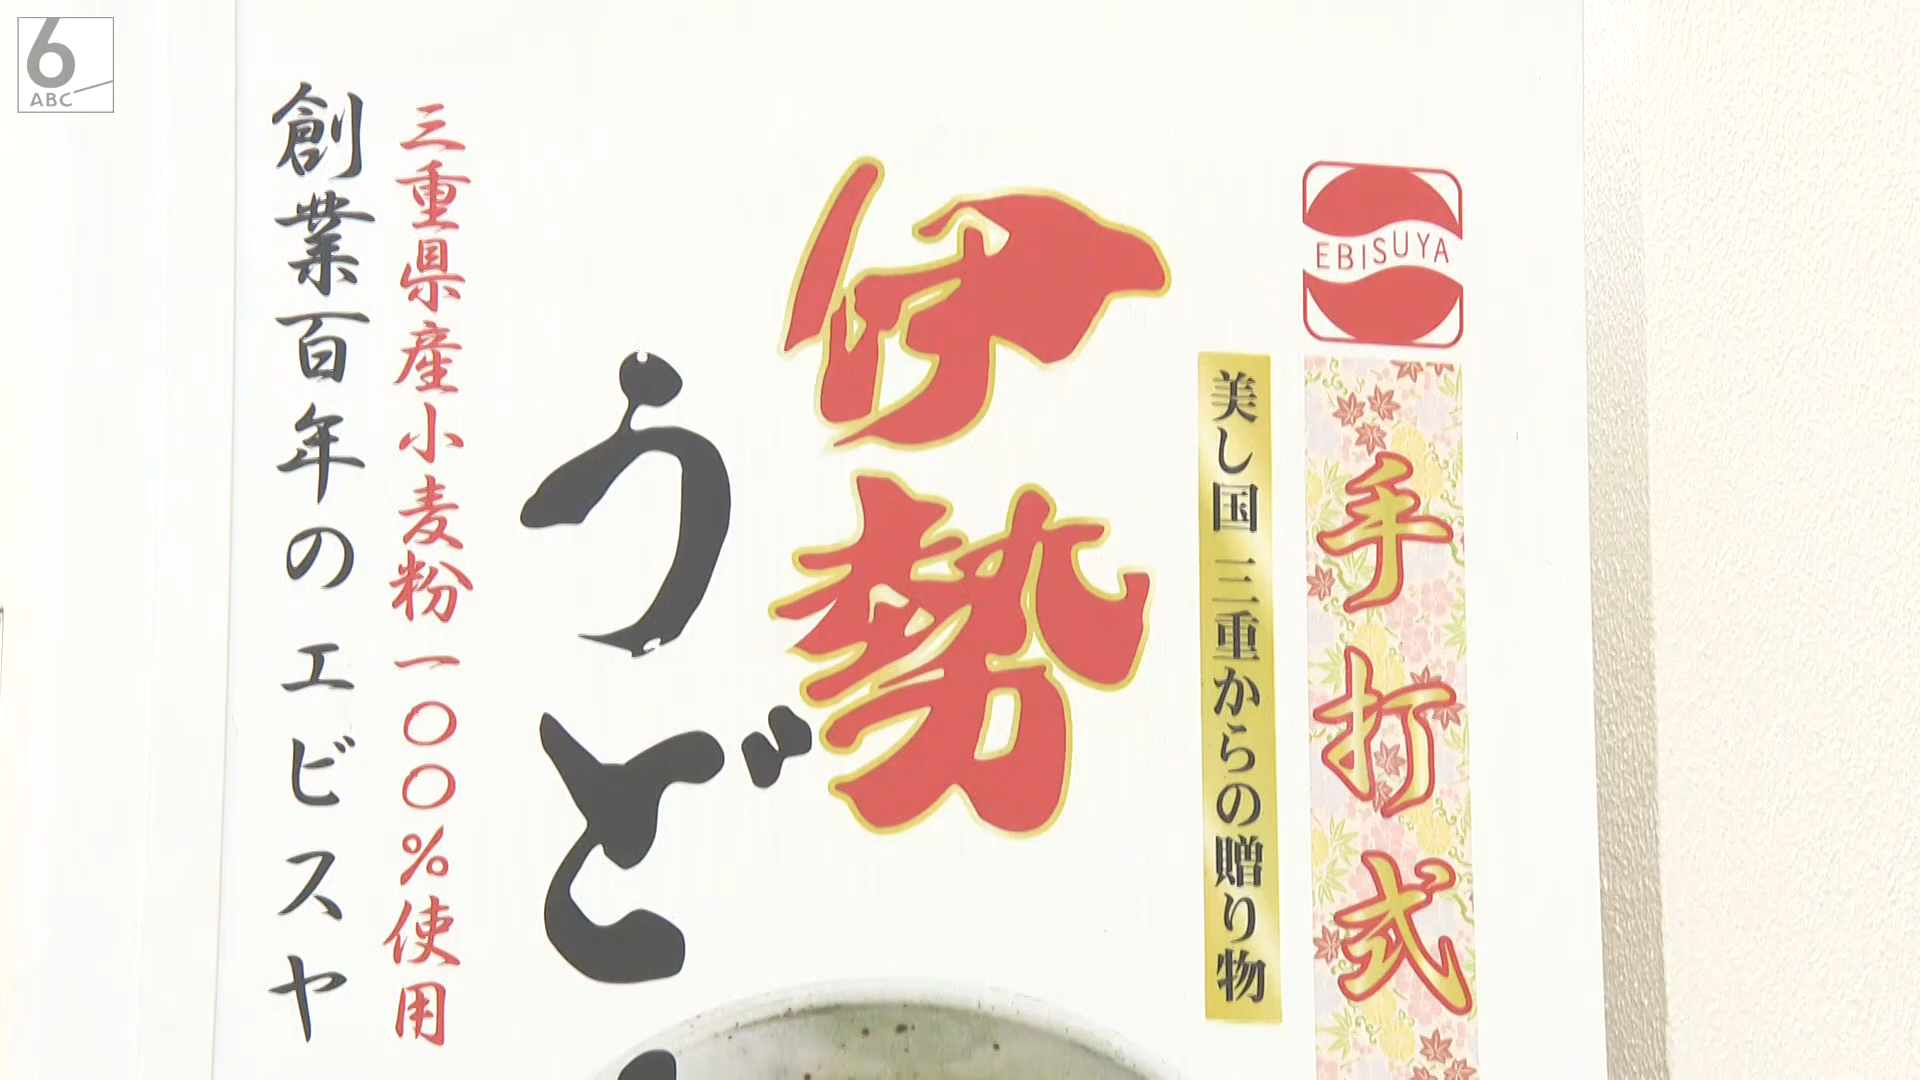 6
ABC
EBISUYA
手打式
美し国 三重からの贈り物
伊勢
うど
三重県産小麦粉一〇〇%使用
創業百年のエビスヤ